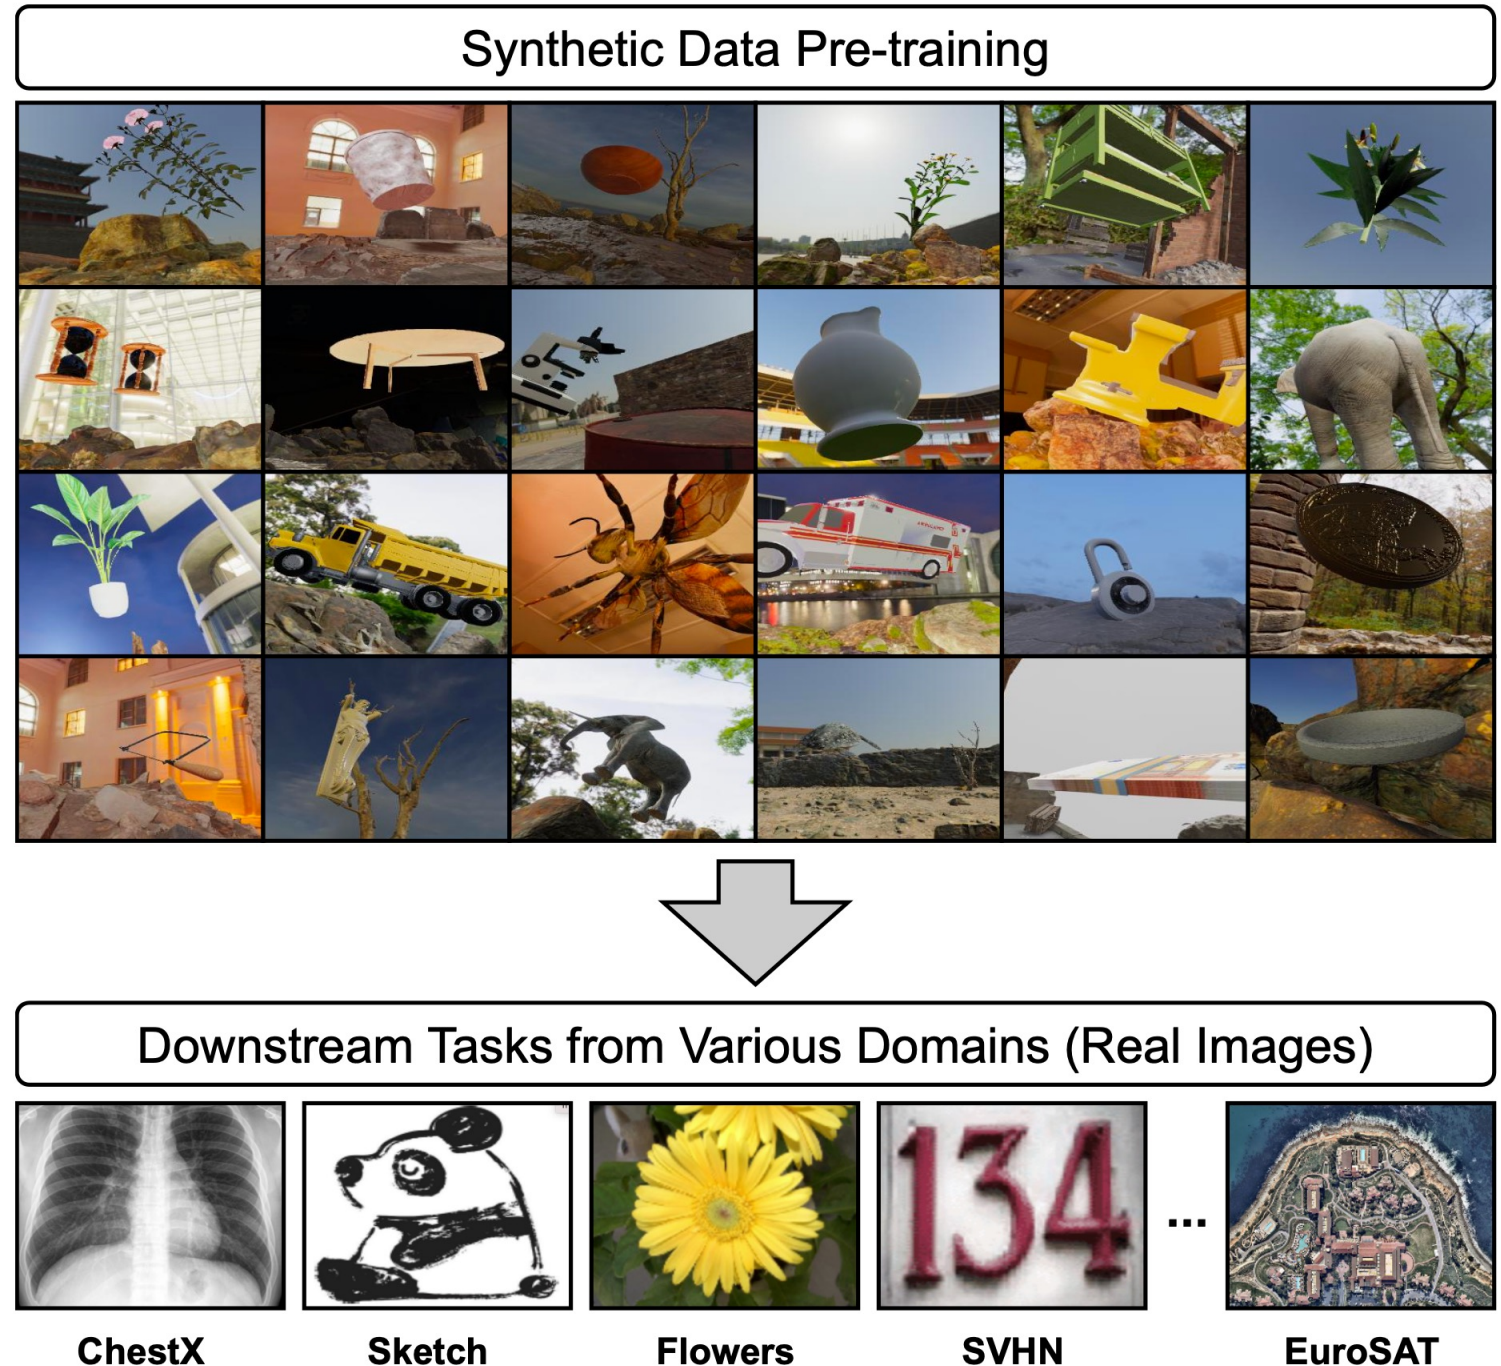 Synthetic Data Pre-training
Downstream Tasks from Various Domains (Real Images)
134
...
ChestX
Sketch
Flowers
SVHN
EuroSAT